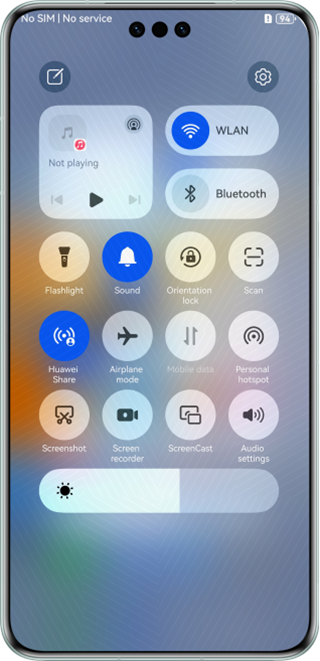 No SIM | No service
94
Not playing
WLAN
Bluetooth
Flashlight
Sound
Orientation
lock
Scan
Huawei
Share
Airplane
mode
Mobile data
Personal
hotspot
Screenshot
Screen
recorder
ScreenCast
Audio
settings